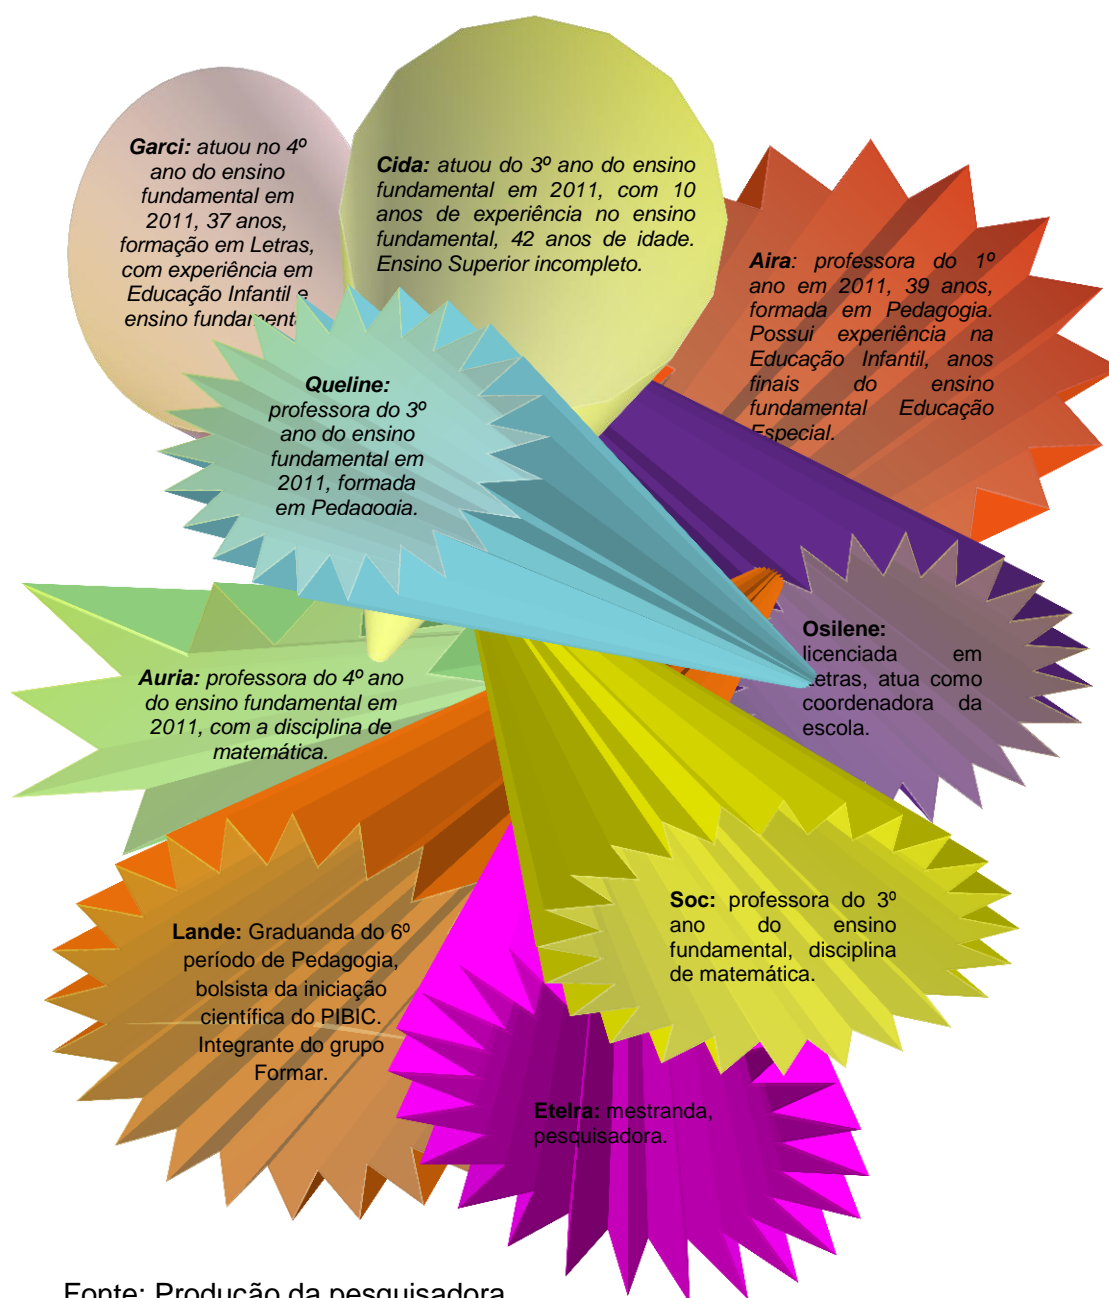 Garci: atuou no 4º
ano do ensino
fundamental em
2011, 37 anos,
formação em Letras,
com experiência em
Educação Infantil e
ensino
Cida: atuou do 3º ano do ensino
fundamental em 2011, com 10
anos de experiência no ensino
fundamental, 42 anos de idade.
Ensino Superior incompleto.
Aira: professora do 1º
ano em 2011, 39 anos,
formada em Pedagogia.
Possui experiência na
Educação Infantil, anos
finais do ensino
fundamental Educação
Especial.
Queline:
professora do 3º
ano do ensino
fundamental em
2011, formada
em Pedagogia.
Osilene:
licenciada em
Letras, atua como
coordenadora da
escola.
Auria: professora do 4º ano
do ensino fundamental em
2011, com a disciplina de
matemática.
Soc: professora do 3º
ano do ensino
fundamental, disciplina
de matemática.
Lande: Graduanda do 6º
período de Pedagogia,
bolsista da iniciação
científica do PIBIC.
Integrante do grupo
Formar.
Etelra: mestranda,
pesquisadora.
Fonte: Produção da pesquisadora